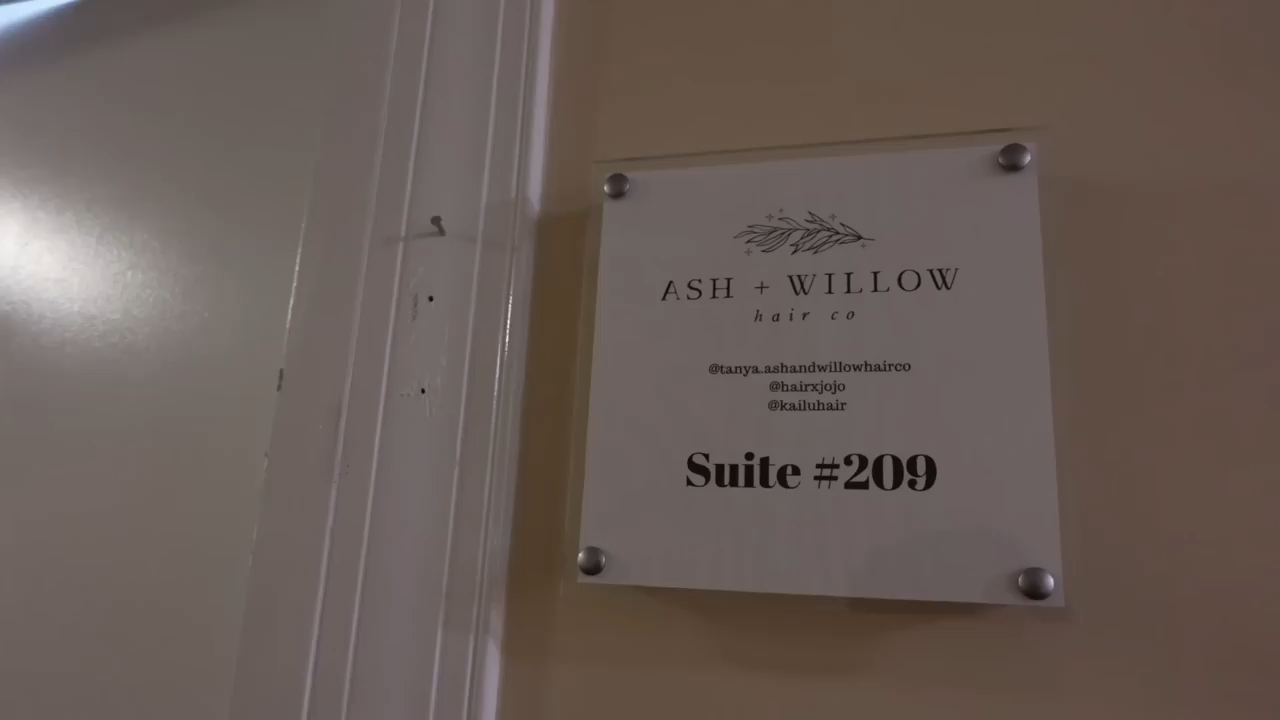 ASH + WILLOW
hair co
@tanya.ashandwillowhairco
@hairxjojo
@kailuhair
Suite #209